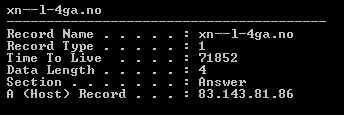 xn--l-4ga.no
----------------------------------------
Record Name . . . . . : xn--l-4ga.no
Record Type . . . . . : 1
Time To Live  . . . . : 71852
Data Length . . . . . : 4
Section . . . . . . . : Answer
A (Host) Record . . . : 83.143.81.86